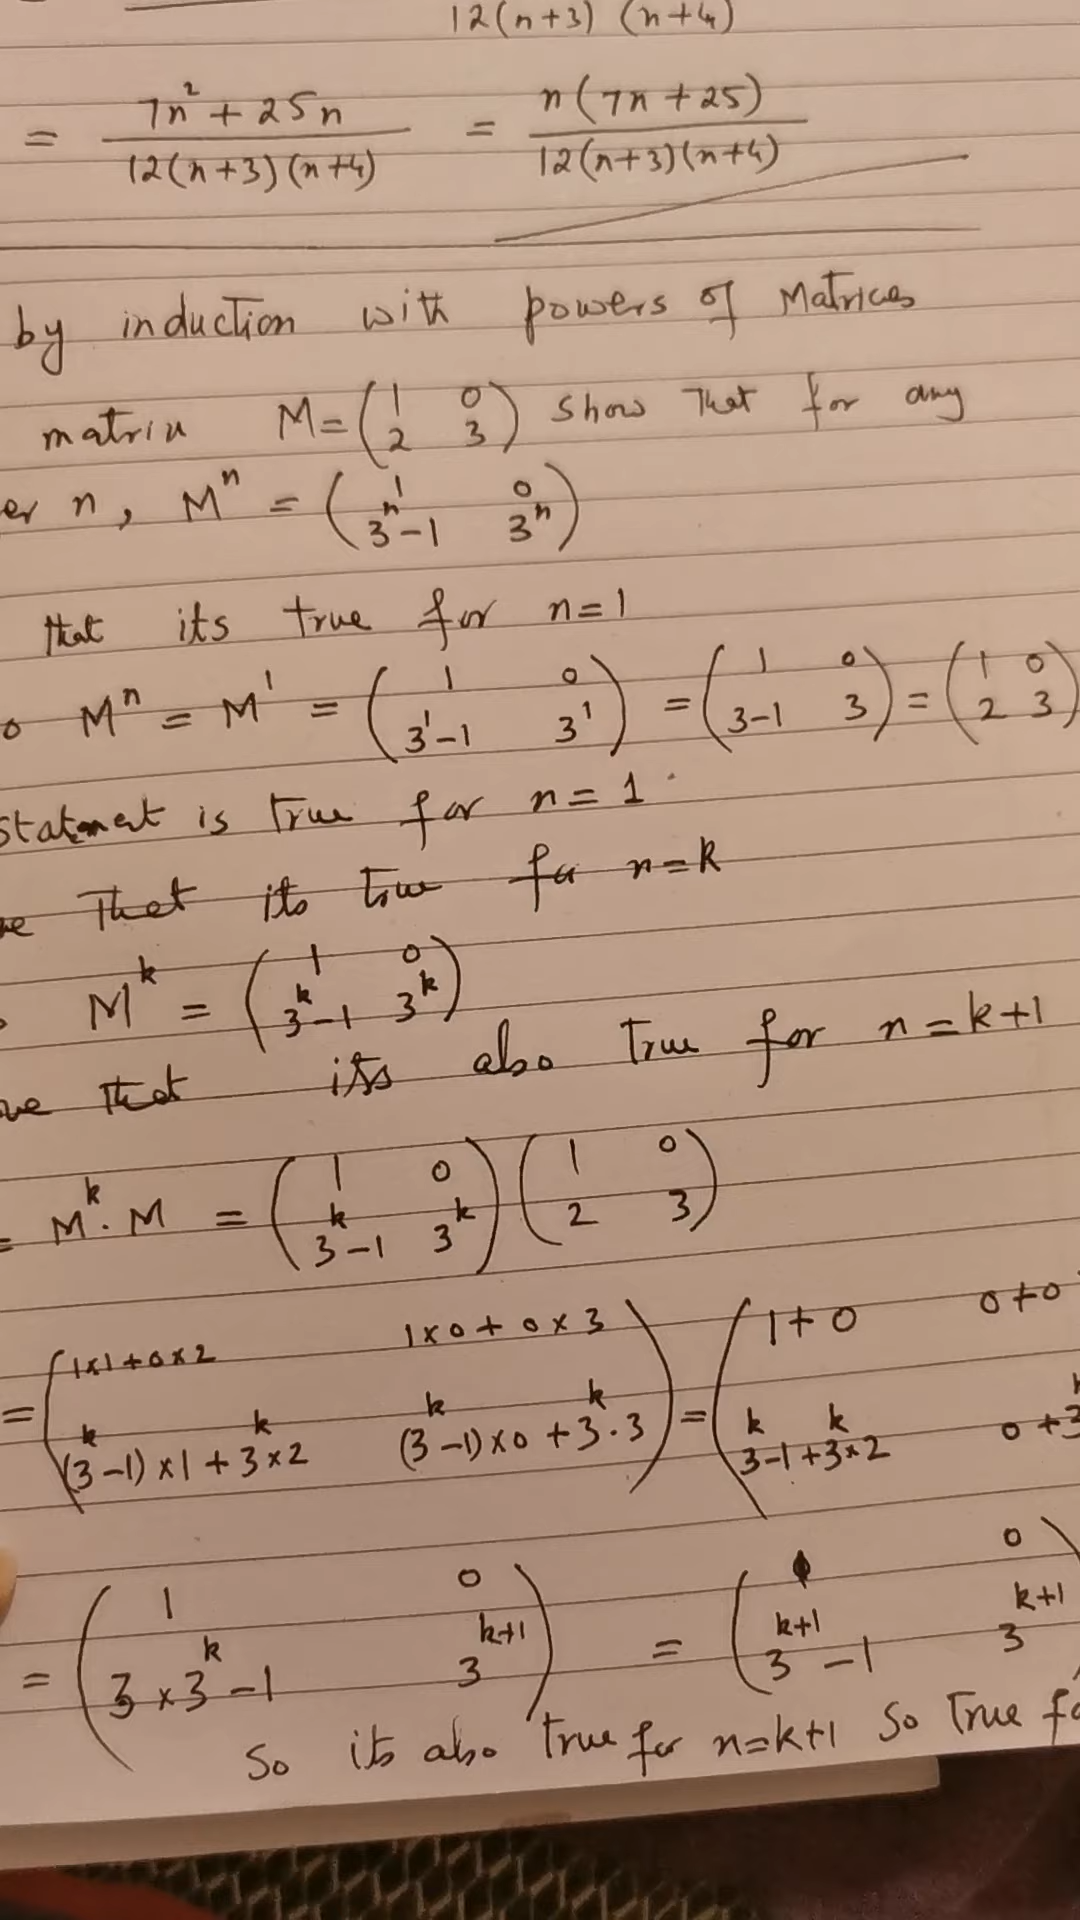 12(n+3) (n+4)
= (7n² + 25n)/(12(n+3)(n+4)) = n(7n+25)/(12(n+3)(n+4))
by induction with powers of Matrices
matrix M = (1 0; 2 3) show that for any
er n, Mⁿ = (1 0; 3ⁿ-1 3ⁿ)
that its true for n=1
o Mⁿ = M¹ = (1 0; 3¹-1 3¹) = (1 0; 3-1 3) = (1 0; 2 3)
statement is true for n = 1
e that its true for n=k
Mᵏ = (1 0; 3ᵏ-1 3ᵏ)
ve that its also true for n=k+1
= Mᵏ. M = (1 0; 3ᵏ-1 3ᵏ) (1 0; 2 3)
= (1×1+0×2 1×0+0×3; (3ᵏ-1)×1+3ᵏ×2 (3ᵏ-1)×0+3ᵏ.3) = (1+0 0+0; 3ᵏ-1+3ᵏ×2 0+3ᵏ
= (1 0; 3×3ᵏ-1 3ᵏ⁺¹) = (1 0; 3ᵏ⁺¹-1 3ᵏ⁺¹)
So its also true for n=k+1 So true fo